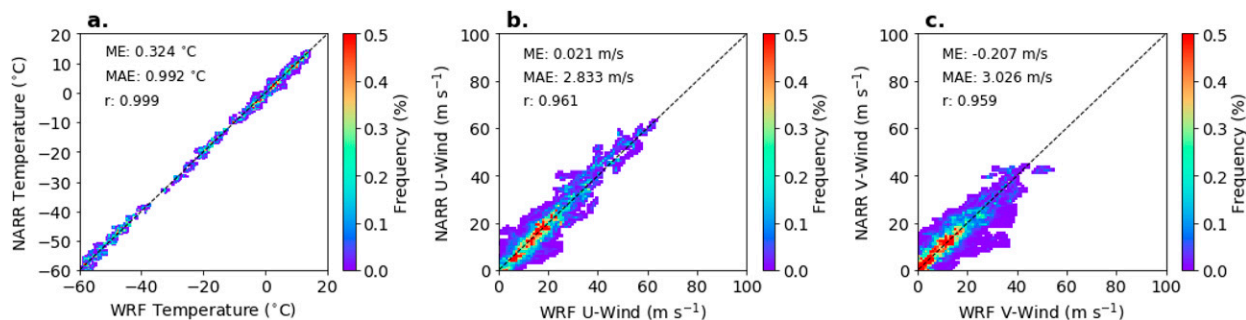 a.
NARR Temperature (°C)
20
10
0
−10
−20
−30
−40
−50
−60
ME: 0.324 °C
MAE: 0.992 °C
r: 0.999
−60
−40
−20
0
20
WRF Temperature (°C)
0.5
0.4
0.3
0.2
0.1
0.0
Frequency (%)
b.
NARR U-Wind (m s⁻¹)
100
80
60
40
20
0
ME: 0.021 m/s
MAE: 2.833 m/s
r: 0.961
0
20
40
60
80
100
WRF U-Wind (m s⁻¹)
0.5
0.4
0.3
0.2
0.1
0.0
Frequency (%)
c.
NARR V-Wind (m s⁻¹)
100
80
60
40
20
0
ME: -0.207 m/s
MAE: 3.026 m/s
r: 0.959
0
20
40
60
80
100
WRF V-Wind (m s⁻¹)
0.5
0.4
0.3
0.2
0.1
0.0
Frequency (%)